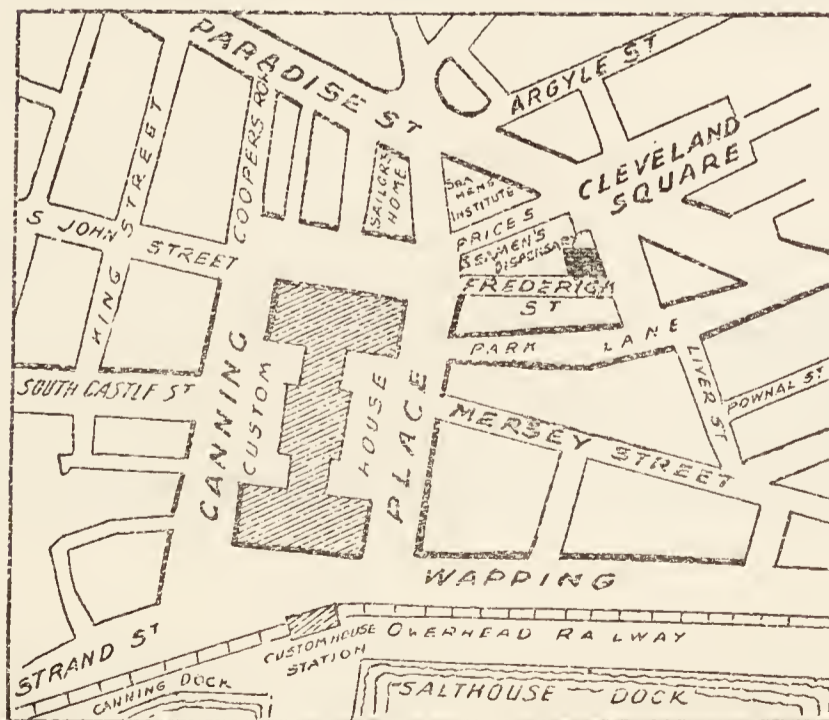 PARADISE ST
ARGYLE ST
CLEVELAND
SQUARE
COOPERS ROW
KING STREET
S JOHN STREET
SAILORS
HOME
INSTITUTE
PRICE S
SEAMEN'S
DISPENSARY
FREDERICK
ST
PARK LANE
LIVER ST
POWNAL ST
MERSEY STREET
SOUTH CASTLE ST
CANNING PLACE
CUSTOM HOUSE
WAPPING
STRAND ST
CUSTOM HOUSE
STATION
OVERHEAD RAILWAY
CANNING DOCK
SALTHOUSE DOCK